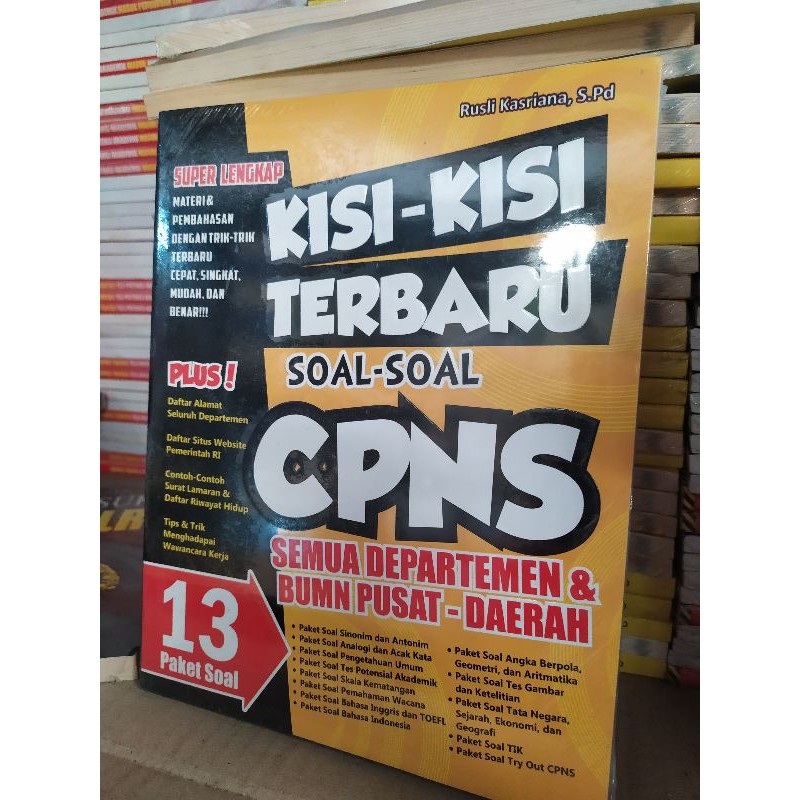 Rusli Kasriana, S.Pd
SUPER LENGKAP
MATERI &
PEMBAHASAN
DENGAN TRIK-TRIK
TERBARU
CEPAT, SINGKAT,
MUDAH, DAN
BENAR!!!
KISI-KISI
TERBARU
SOAL-SOAL
CPNS
SEMUA DEPARTEMEN &
BUMN PUSAT - DAERAH
PLUS !
Daftar Alamat
Seluruh Departemen
Daftar Situs Website
Pemerintah RI
Contoh-Contoh
Surat Lamaran &
Daftar Riwayat Hidup
Tips & Trik
Menghadapai
Wawancara Kerja
13
Paket Soal
• Paket Soal Sinonim dan Antonim
• Paket Soal Analogi dan Acak Kata
• Paket Soal Pengetahuan Umum
• Paket Soal Tes Potensial Akademik
• Paket Soal Skala Kematangan
• Paket Soal Pemahaman Wacana
• Paket Soal Bahasa Inggris dan TOEFL
• Paket Soal Bahasa Indonesia
• Paket Soal Angka Berpola,
Geometri, dan Aritmatika
• Paket Soal Tes Gambar
dan Ketelitian
• Paket Soal Tata Negara,
Sejarah, Ekonomi, dan
Geografi
• Paket Soal TIK
• Paket Soal Try Out CPNS